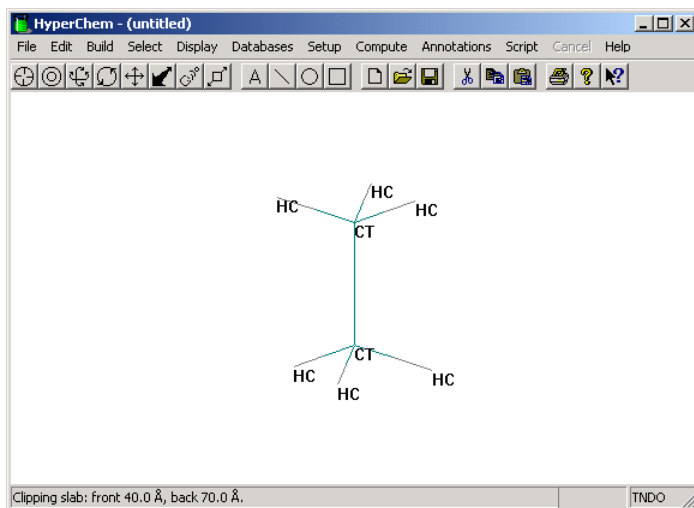 HyperChem - (untitled)
File Edit Build Select Display Databases Setup Compute Annotations Script Cancel Help
A
HC
HC
HC
CT
CT
HC
HC
HC
Clipping slab: front 40.0 Å, back 70.0 Å. TNDO